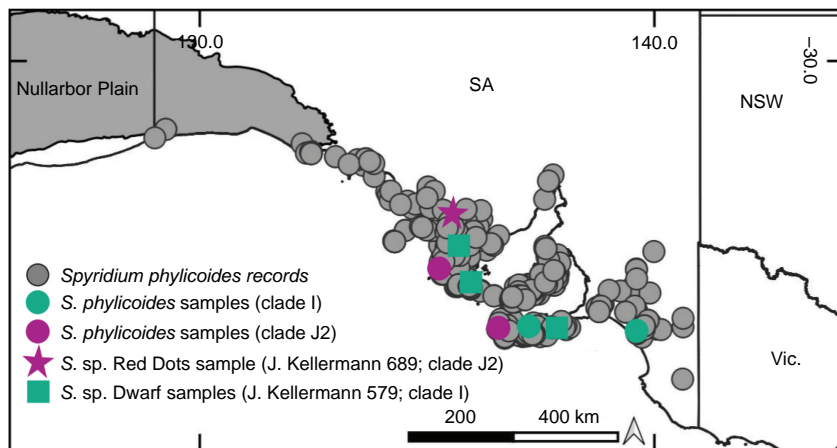 130.0
140.0
−30.0
Nullarbor Plain
SA
NSW
Spyridium phylicoides records
S. phylicoides samples (clade I)
S. phylicoides samples (clade J2)
S. sp. Red Dots sample (J. Kellermann 689; clade J2)
S. sp. Dwarf samples (J. Kellermann 579; clade I)
Vic.
200
400 km